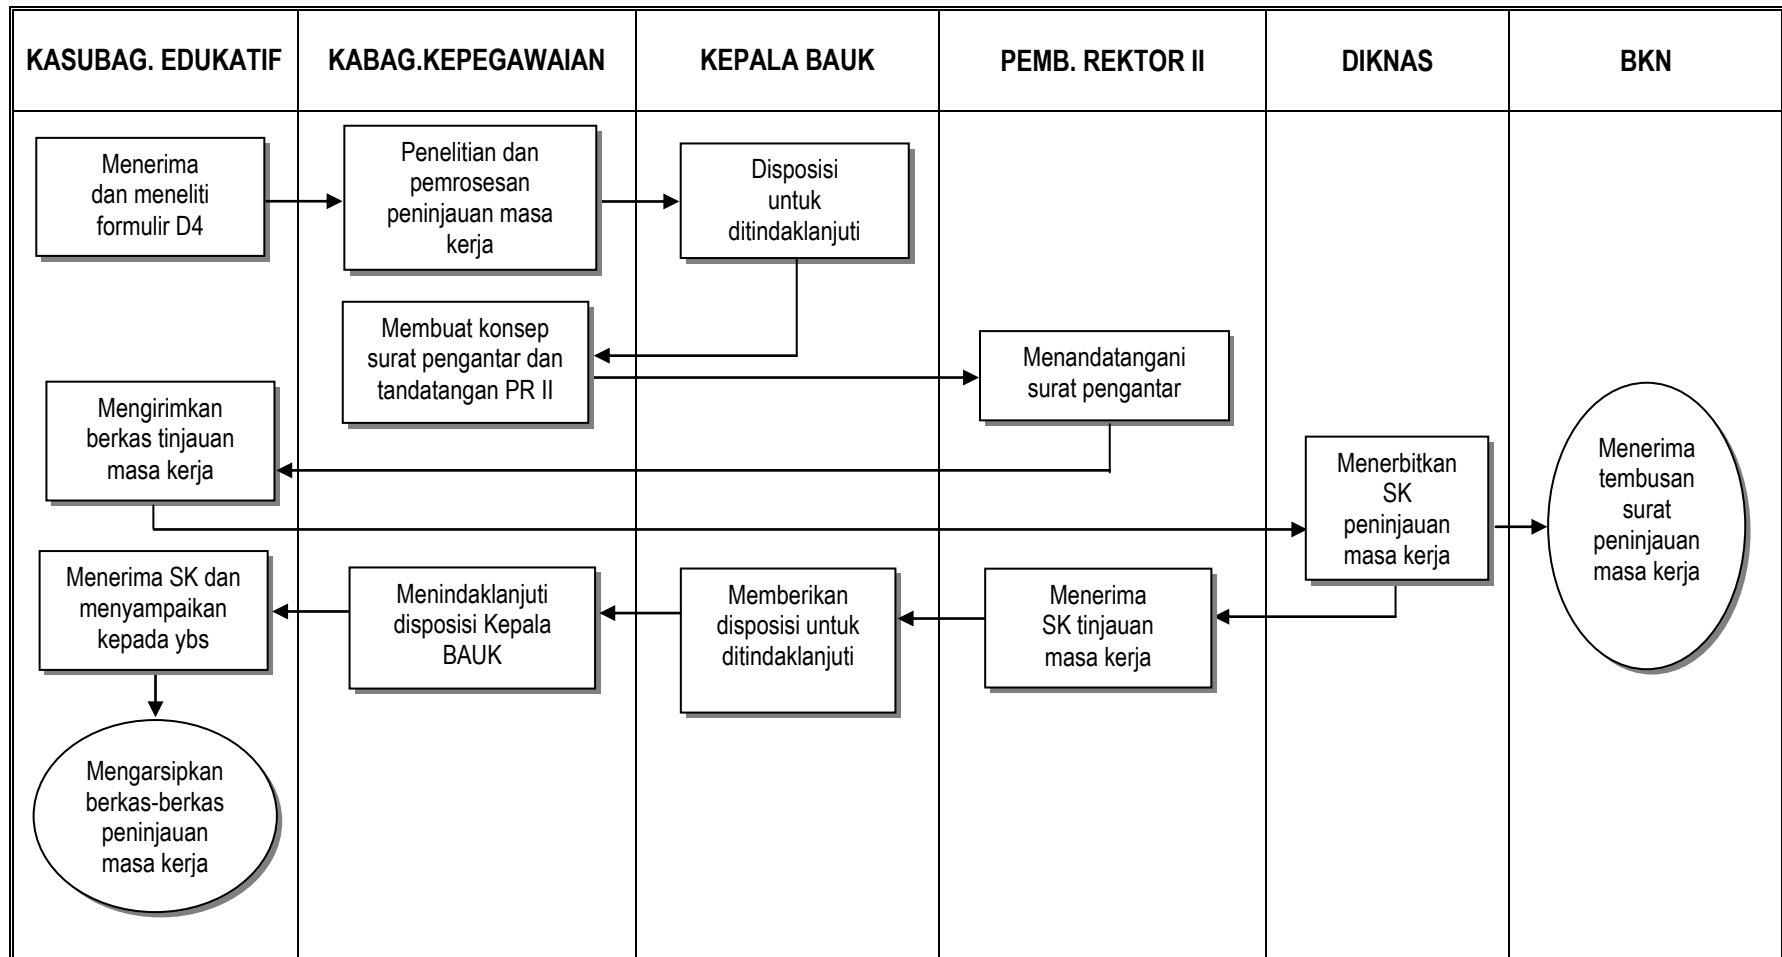 KASUBAG. EDUKATIF
KABAG.KEPEGAWAIAN
KEPALA BAUK
PEMB. REKTOR II
DIKNAS
BKN
Menerima
dan meneliti
formulir D4
Penelitian dan
pemrosesan
peninjauan masa
kerja
Disposisi
untuk
ditindaklanjuti
Membuat konsep
surat pengantar dan
tandatangan PR II
Menandatangani
surat pengantar
Mengirimkan
berkas tinjauan
masa kerja
Menerbitkan
SK
peninjauan
masa kerja
Menerima
tembusan
surat
peninjauan
masa kerja
Menerima SK dan
menyampaikan
kepada ybs
Menindaklanjuti
disposisi Kepala
BAUK
Memberikan
disposisi untuk
ditindaklanjuti
Menerima
SK tinjauan
masa kerja
Mengarsipkan
berkas-berkas
peninjauan
masa kerja